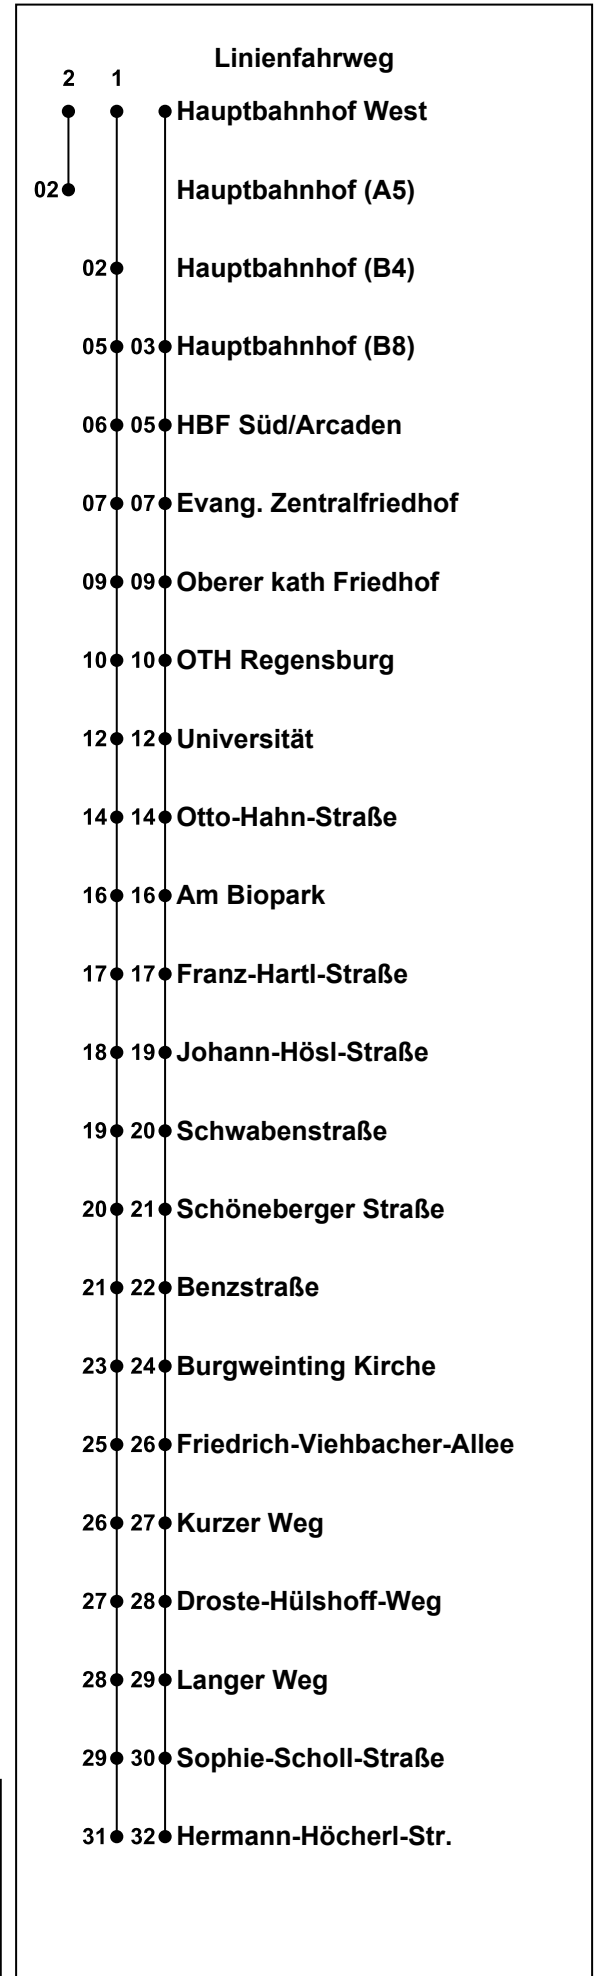 Linienfahrweg
2 1
Hauptbahnhof West
02 Hauptbahnhof (A5)
02 Hauptbahnhof (B4)
05 03 Hauptbahnhof (B8)
06 05 HBF Süd/Arcaden
07 07 Evang. Zentralfriedhof
09 09 Oberer kath Friedhof
10 10 OTH Regensburg
12 12 Universität
14 14 Otto-Hahn-Straße
16 16 Am Biopark
17 17 Franz-Hartl-Straße
18 19 Johann-Hösl-Straße
19 20 Schwabenstraße
20 21 Schöneberger Straße
21 22 Benzstraße
23 24 Burgweinting Kirche
25 26 Friedrich-Viehbacher-Allee
26 27 Kurzer Weg
27 28 Droste-Hülshoff-Weg
28 29 Langer Weg
29 30 Sophie-Scholl-Straße
31 32 Hermann-Höcherl-Str.